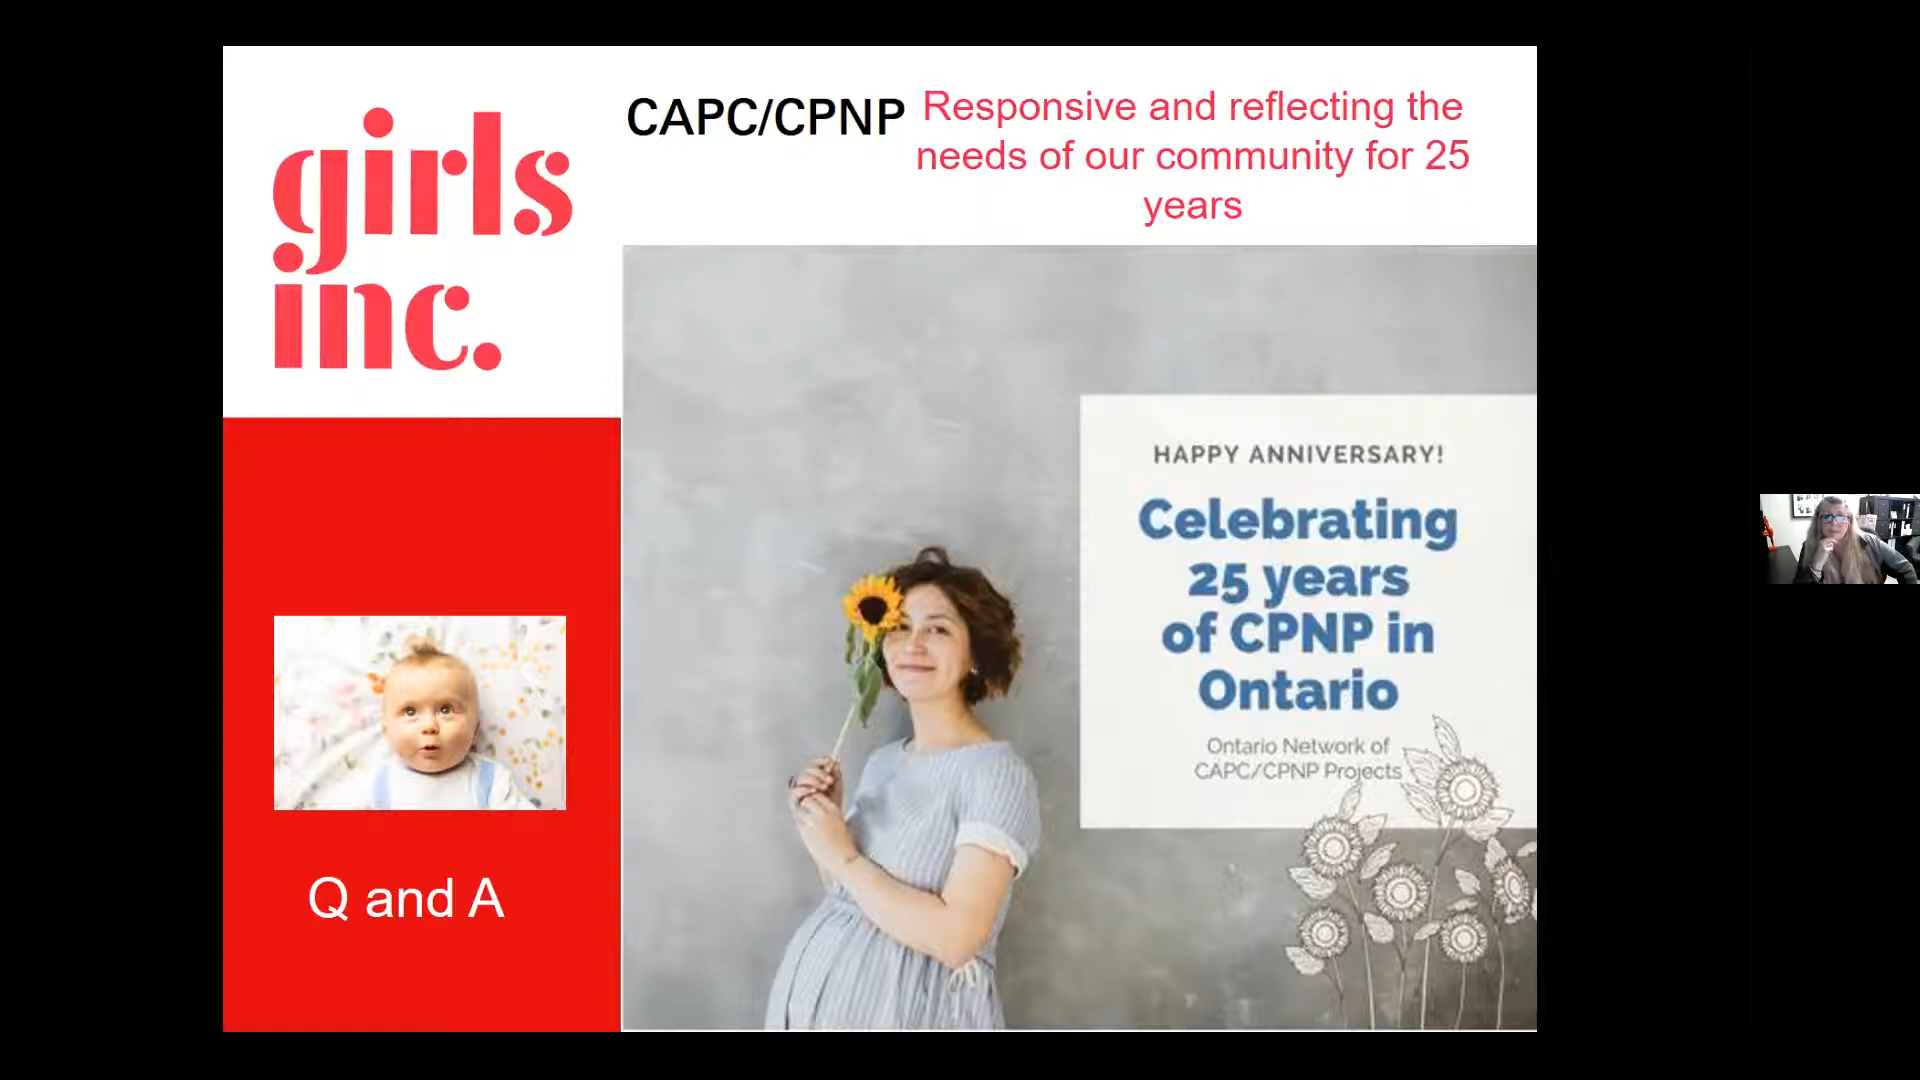 girls
inc.
CAPC/CPNP
Responsive and reflecting the
needs of our community for 25
years
HAPPY ANNIVERSARY!
Celebrating
25 years
of CPNP in
Ontario
Ontario Network of
CAPC/CPNP Projects
Q and A